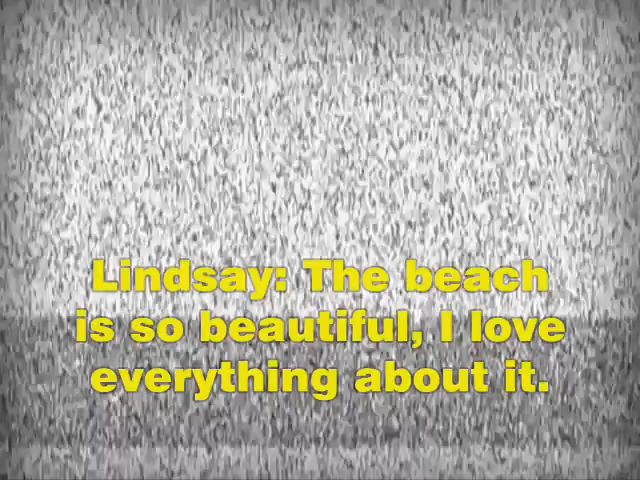 Lindsay: The beach
is so beautiful, I love
everything about it.